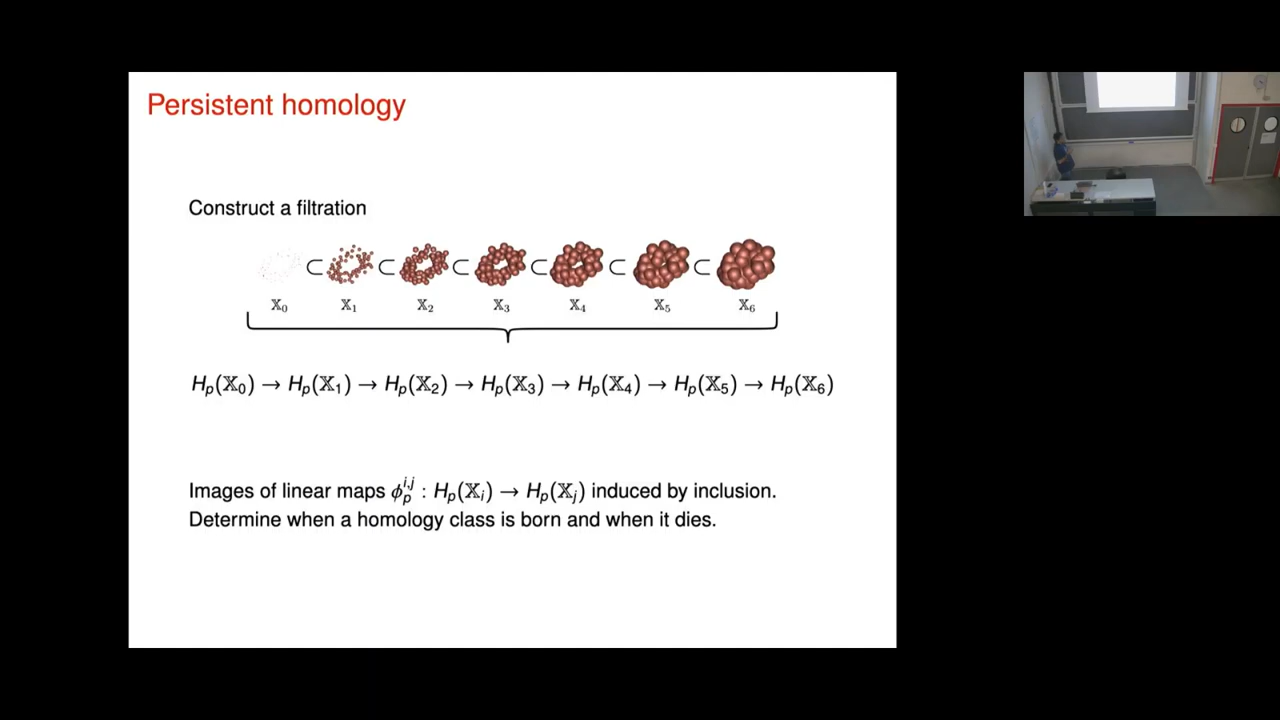 Persistent homology
Construct a filtration
⊂ ⊂ ⊂ ⊂ ⊂ ⊂
𝕏₀ 𝕏₁ 𝕏₂ 𝕏₃ 𝕏₄ 𝕏₅ 𝕏₆
Hₚ(𝕏₀) → Hₚ(𝕏₁) → Hₚ(𝕏₂) → Hₚ(𝕏₃) → Hₚ(𝕏₄) → Hₚ(𝕏₅) → Hₚ(𝕏₆)
Images of linear maps ϕₚ^{i,j} : Hₚ(𝕏ᵢ) → Hₚ(𝕏ⱼ) induced by inclusion.
Determine when a homology class is born and when it dies.